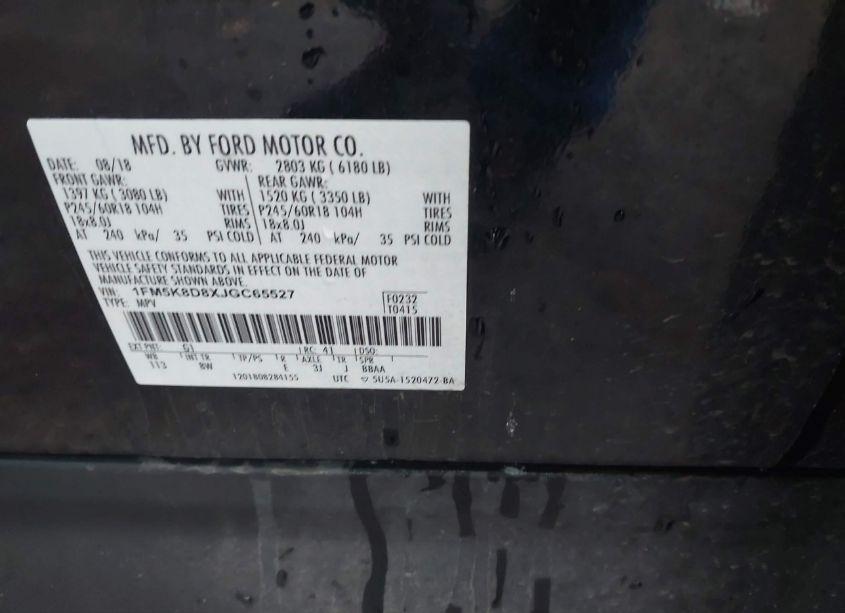 MFD. BY FORD MOTOR CO.
DATE: 08/18 GVWR: 2803 KG ( 6180 LB)
FRONT GAWR: REAR GAWR:
1397 KG ( 3080 LB) WITH 1520 KG ( 3350 LB) WITH
P245/60R18 104H TIRES P245/60R18 104H TIRES
18x8.0J RIMS 18x8.0J RIMS
AT 240 kPa/ 35 PSI COLD AT 240 kPa/ 35 PSI COLD
THIS VEHICLE CONFORMS TO ALL APPLICABLE FEDERAL MOTOR
VEHICLE SAFETY STANDARDS IN EFFECT ON THE DATE OF
MANUFACTURE SHOWN ABOVE.
VIN: 1FM5K8D8XJGC65527 F0232
TYPE: MPV T0415
EXT PNT: G1 RC: 41 DSO:
WB INT TR TP/PS R AXLE TR SPR
113 8W E 3J J BBAA
1201808284155 UTC 5U5A-1520472-BA